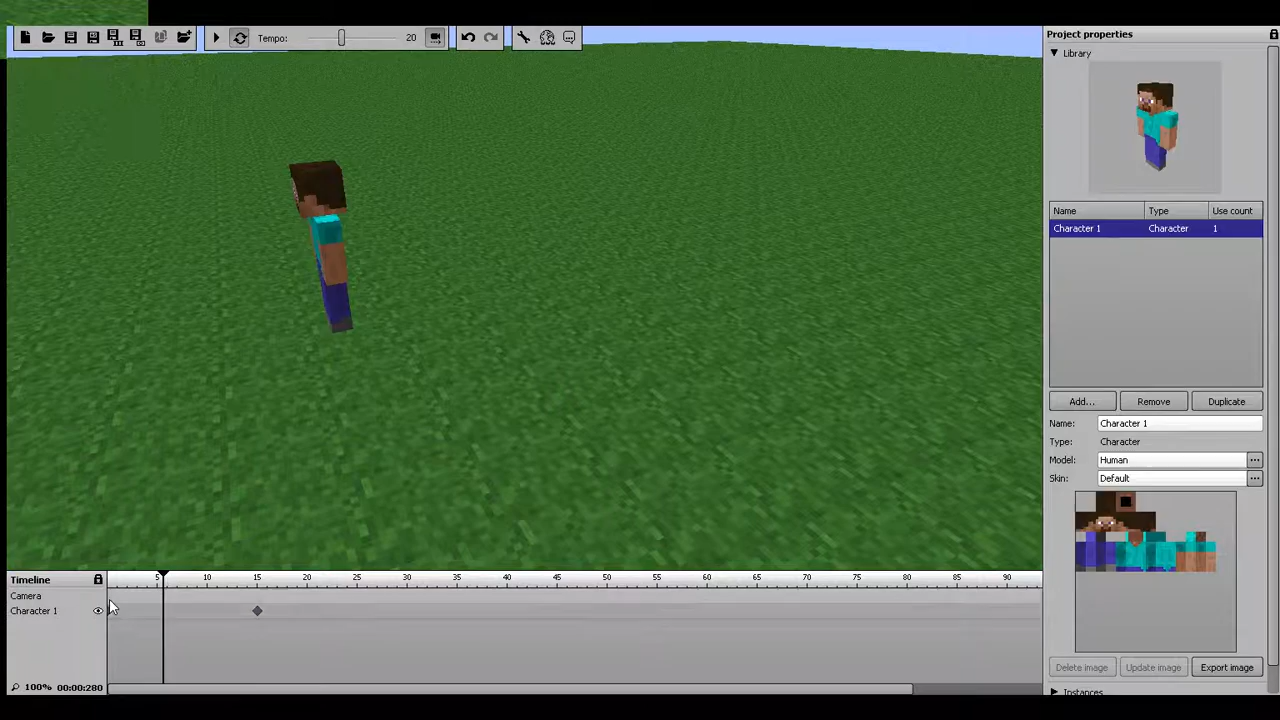 Tempo:
20
Project properties
Library
Name Type Use count
Character 1 Character 1
Add... Remove Duplicate
Name: Character 1
Type: Character
Model: Human ...
Skin: Default ...
Delete image Update image Export image
Instances
Timeline
5 10 15 20 25 30 35 40 45 50 55 60 65 70 75 80 85 90
Camera
Character 1
100% 00:00:280